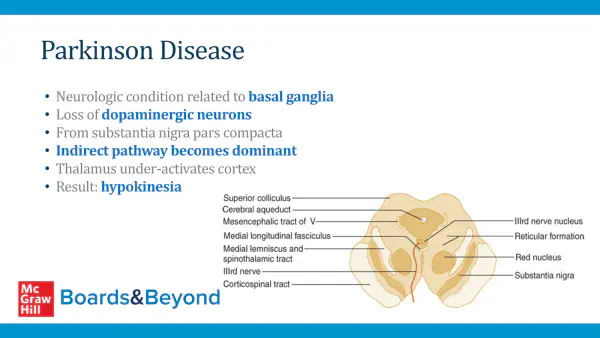 Parkinson Disease
• Neurologic condition related to basal ganglia
• Loss of dopaminergic neurons
• From substantia nigra pars compacta
• Indirect pathway becomes dominant
• Thalamus under-activates cortex
• Result: hypokinesia
Superior colliculus
Cerebral aqueduct
Mesencephalic tract of V
Medial longitudinal fasciculus
Medial lemniscus and
spinothalamic tract
IIIrd nerve
Corticospinal tract
IIIrd nerve nucleus
Reticular formation
Red nucleus
Substantia nigra
Mc
Graw
Hill
Boards&Beyond